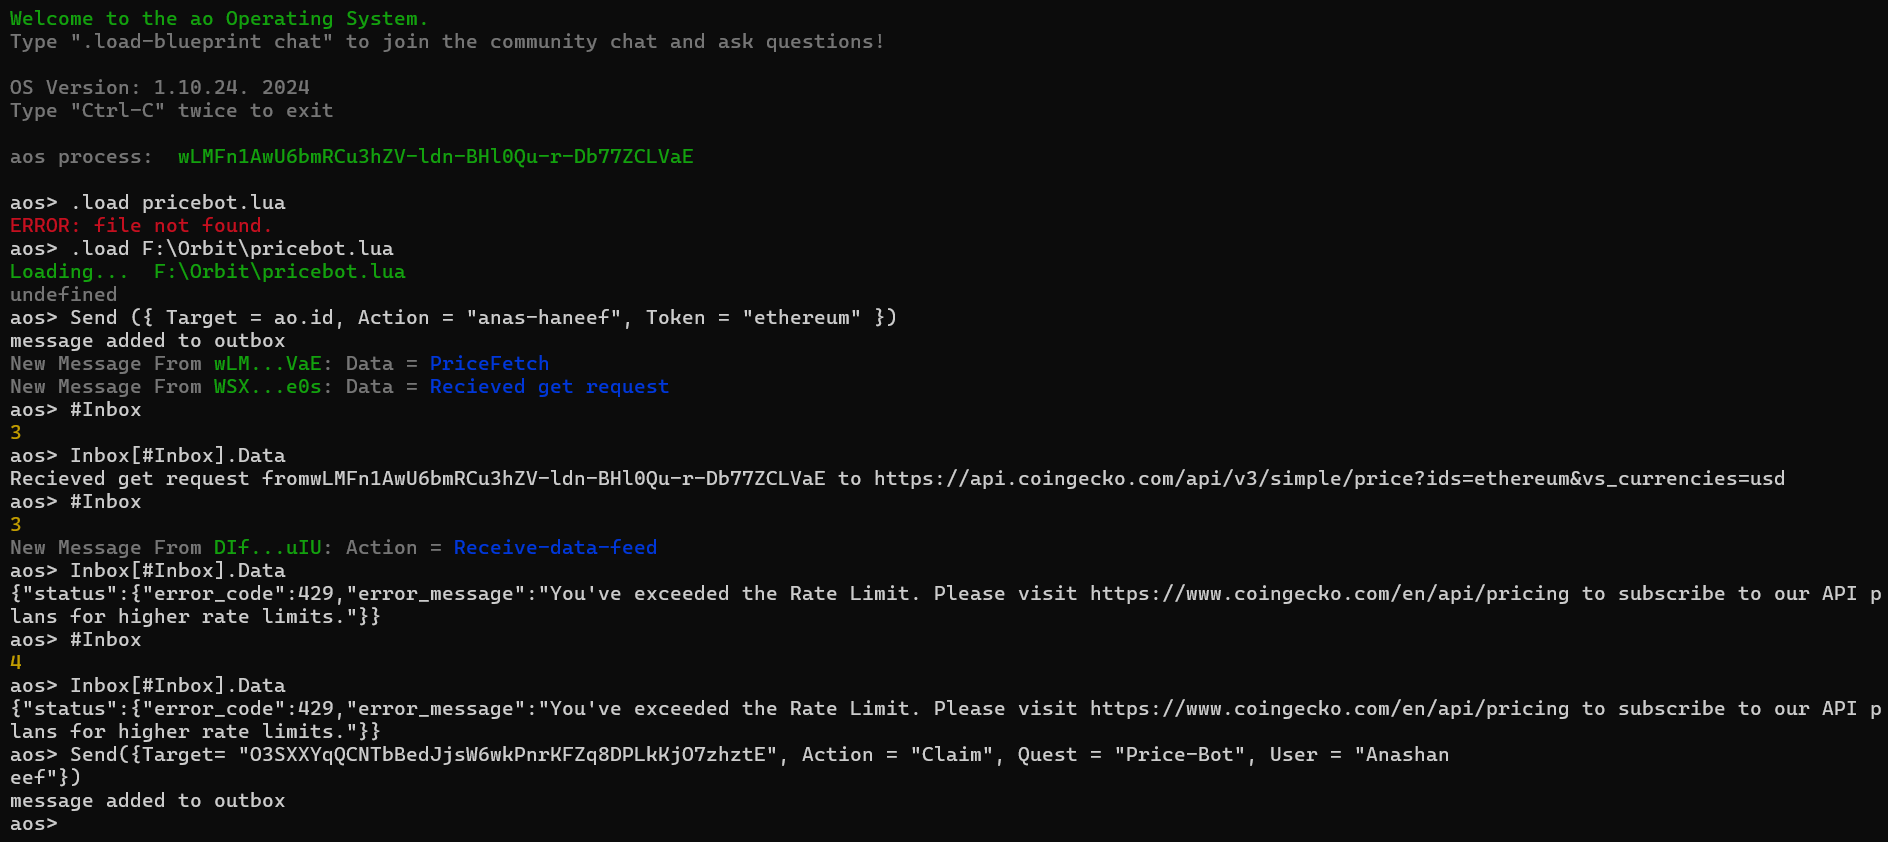 Welcome to the ao Operating System.
Type ".load-blueprint chat" to join the community chat and ask questions!
OS Version: 1.10.24. 2024
Type "Ctrl-C" twice to exit
aos process:  wLMFn1AwU6bmRCu3hZV-ldn-BHl0Qu-r-Db77ZCLVaE
aos> .load pricebot.lua
ERROR: file not found.
aos> .load F:\Orbit\pricebot.lua
Loading...  F:\Orbit\pricebot.lua
undefined
aos> Send ({ Target = ao.id, Action = "anas-haneef", Token = "ethereum" })
message added to outbox
New Message From wLM...VaE: Data = PriceFetch
New Message From WSX...e0s: Data = Recieved get request
aos> #Inbox
3
aos> Inbox[#Inbox].Data
Recieved get request fromwLMFn1AwU6bmRCu3hZV-ldn-BHl0Qu-r-Db77ZCLVaE to https://api.coingecko.com/api/v3/simple/price?ids=ethereum&vs_currencies=usd
aos> #Inbox
3
New Message From DIf...uIU: Action = Receive-data-feed
aos> Inbox[#Inbox].Data
{"status":{"error_code":429,"error_message":"You've exceeded the Rate Limit. Please visit https://www.coingecko.com/en/api/pricing to subscribe to our API p
lans for higher rate limits."}}
aos> #Inbox
4
aos> Inbox[#Inbox].Data
{"status":{"error_code":429,"error_message":"You've exceeded the Rate Limit. Please visit https://www.coingecko.com/en/api/pricing to subscribe to our API p
lans for higher rate limits."}}
aos> Send({Target= "O3SXXYqQCNTbBedJjsW6wkPnrKFZq8DPLkKjO7zhztE", Action = "Claim", Quest = "Price-Bot", User = "Anashan
eef"})
message added to outbox
aos>